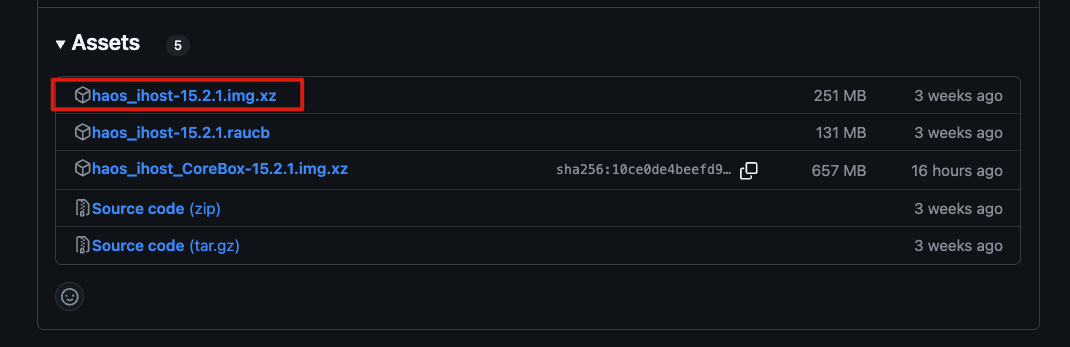 Assets 5
haos_ihost-15.2.1.img.xz 251 MB 3 weeks ago
haos_ihost-15.2.1.raucb 131 MB 3 weeks ago
haos_ihost_CoreBox-15.2.1.img.xz sha256:10ce0de4beefd9… 657 MB 16 hours ago
Source code (zip) 3 weeks ago
Source code (tar.gz) 3 weeks ago